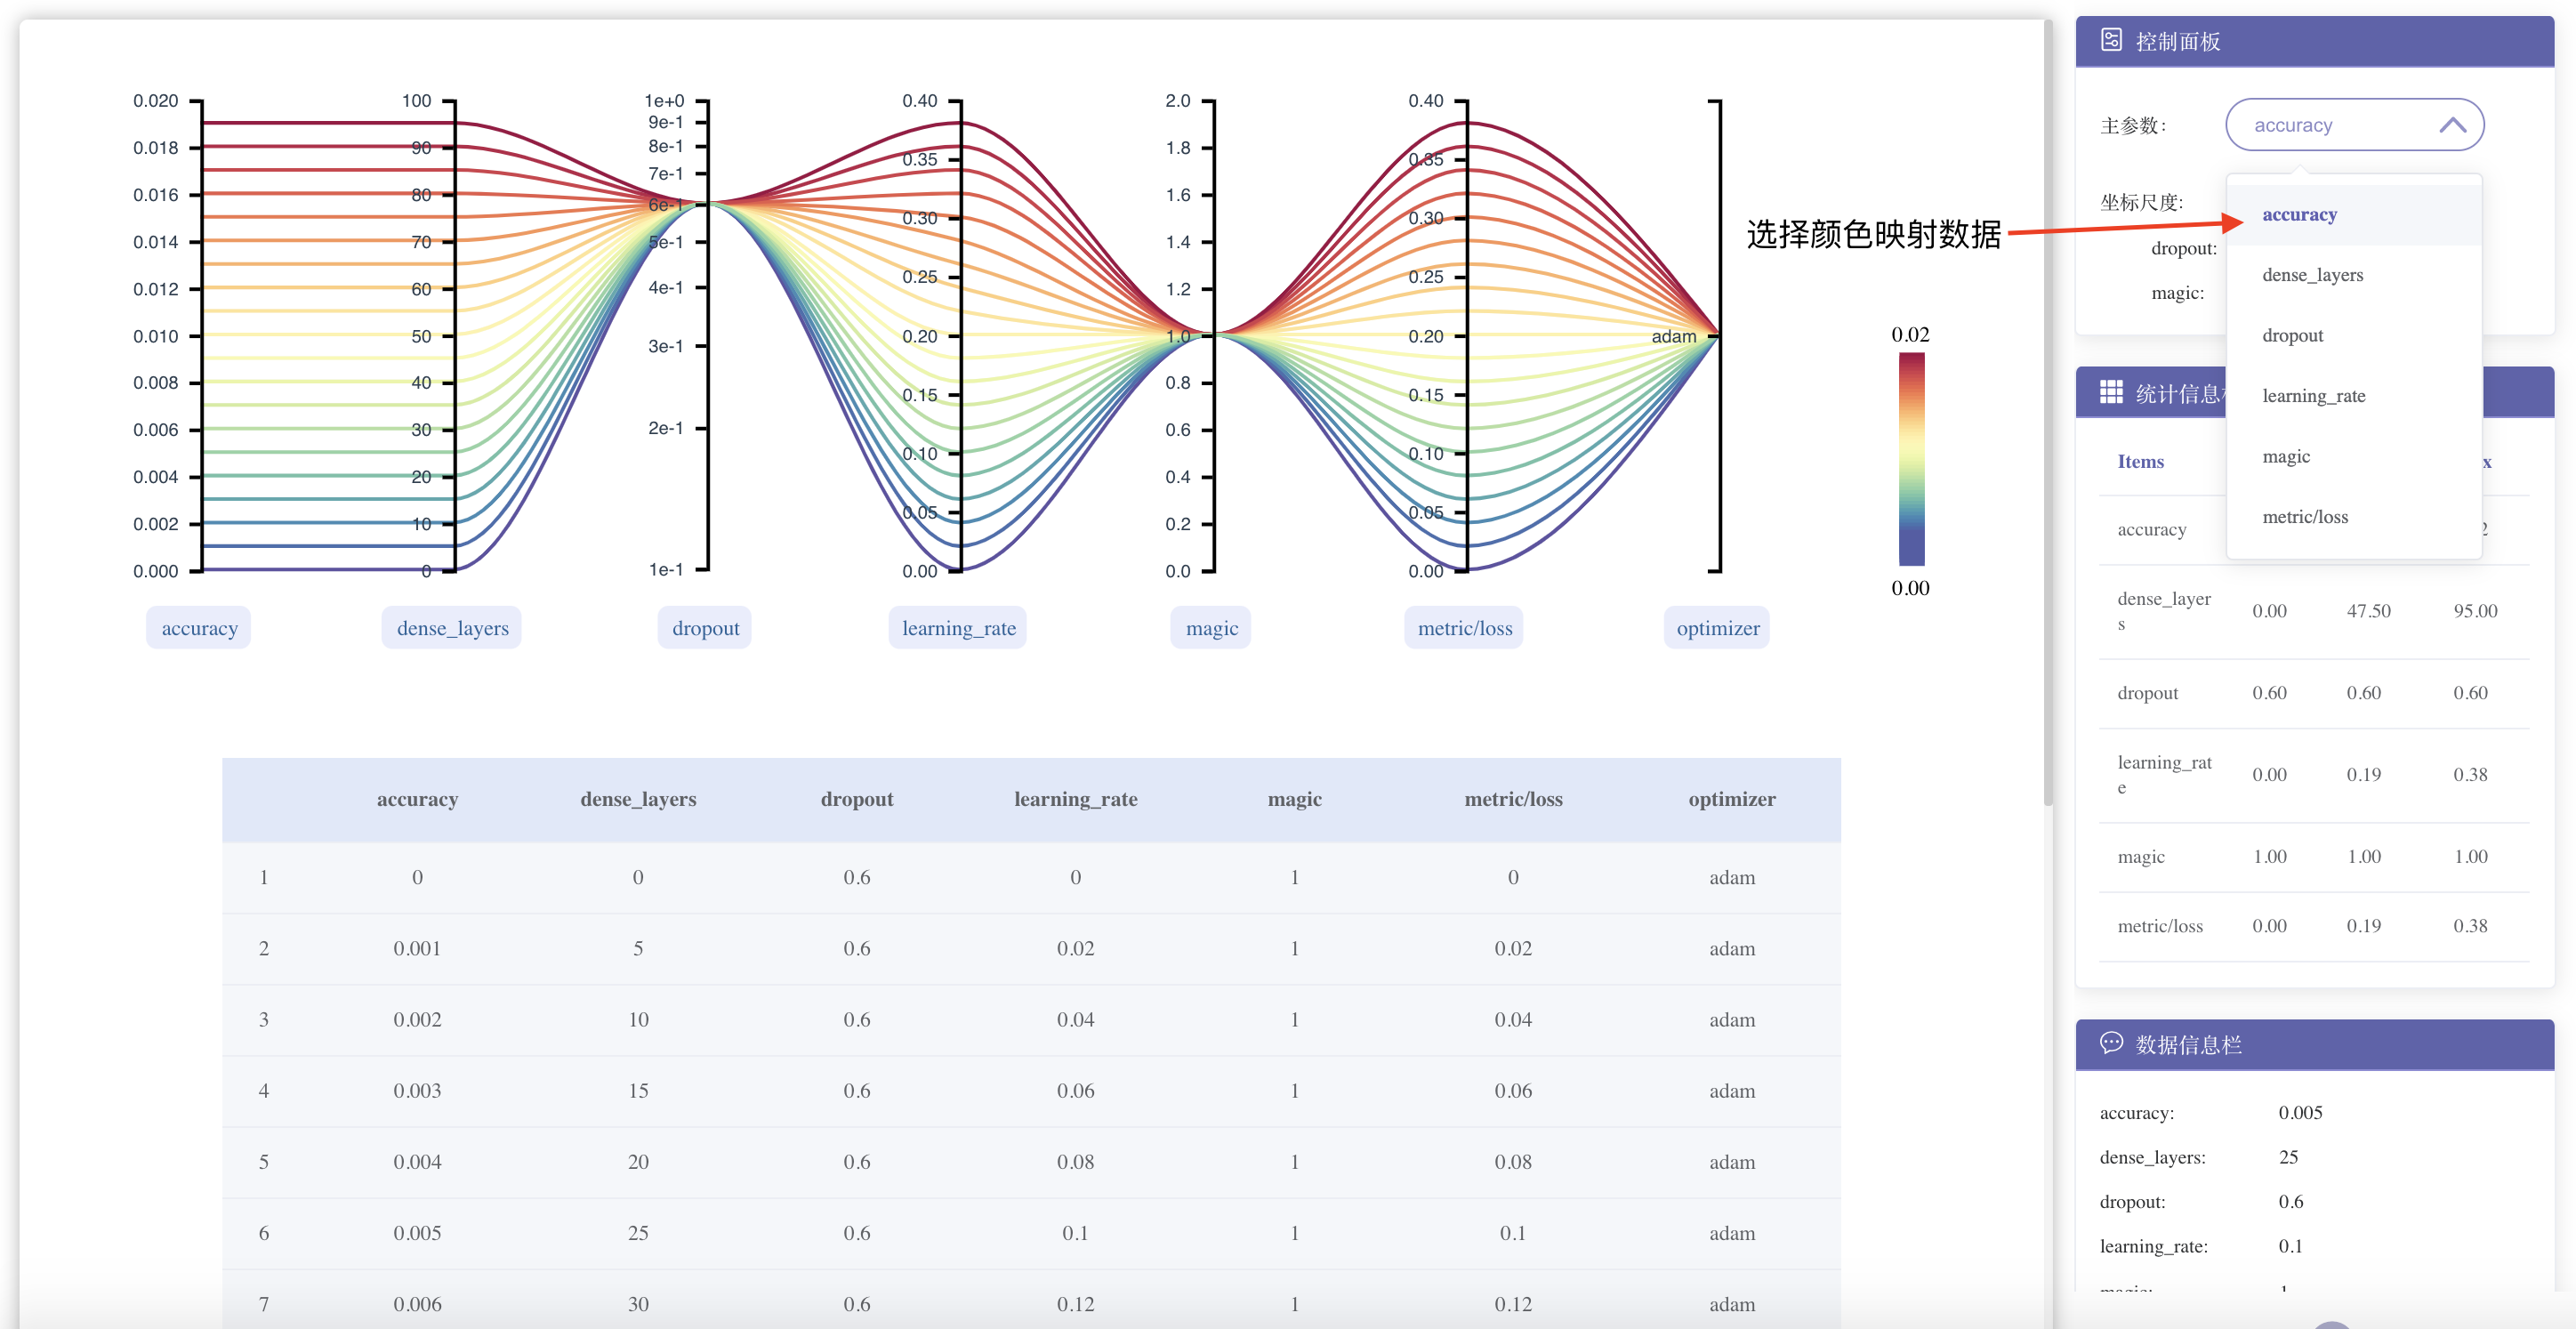 0.020
0.018
0.016
0.014
0.012
0.010
0.008
0.006
0.004
0.002
0.000
accuracy
100
90
80
70
60
50
40
30
20
10
0
dense_layers
1e+0
9e-1
8e-1
7e-1
6e-1
5e-1
4e-1
3e-1
2e-1
1e-1
dropout
0.40
0.35
0.30
0.25
0.20
0.15
0.10
0.05
0.00
learning_rate
2.0
1.8
1.6
1.4
1.2
1.0
0.8
0.6
0.4
0.2
0.0
magic
0.40
0.35
0.30
0.25
0.20
0.15
0.10
0.05
0.00
metric/loss
adam
optimizer
选择颜色映射数据
0.02
0.00
accuracy dense_layers dropout learning_rate magic metric/loss optimizer
1 0 0 0.6 0 1 0 adam
2 0.001 5 0.6 0.02 1 0.02 adam
3 0.002 10 0.6 0.04 1 0.04 adam
4 0.003 15 0.6 0.06 1 0.06 adam
5 0.004 20 0.6 0.08 1 0.08 adam
6 0.005 25 0.6 0.1 1 0.1 adam
7 0.006 30 0.6 0.12 1 0.12 adam
控制面板
主参数: accuracy
坐标尺度:
dropout:
magic:
accuracy
dense_layers
dropout
learning_rate
magic
metric/loss
统计信息
Items x
accuracy 2
dense_layer
s
0.00 47.50 95.00
dropout 0.60 0.60 0.60
learning_rat
e
0.00 0.19 0.38
magic 1.00 1.00 1.00
metric/loss 0.00 0.19 0.38
数据信息栏
accuracy: 0.005
dense_layers: 25
dropout: 0.6
learning_rate: 0.1